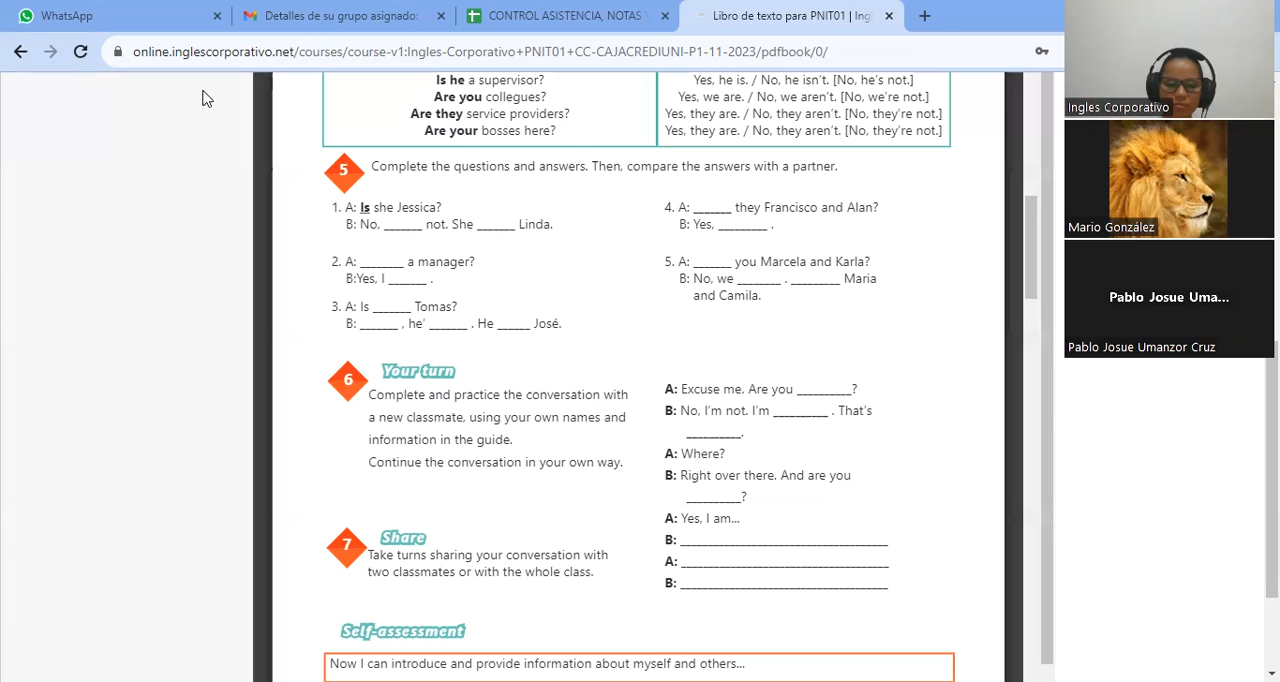 WhatsApp
Detalles de su grupo asignado:
CONTROL ASISTENCIA, NOTAS
Libro de texto para PNIT01 | Ingl
online.inglescorporativo.net/courses/course-v1:Ingles-Corporativo+PNIT01+CC-CAJACREDIUNI-P1-11-2023/pdfbook/0/
Is he a supervisor?
Are you collegues?
Are they service providers?
Are your bosses here?
Yes, he is. / No, he isn't. [No, he's not.]
Yes, we are. / No, we aren't. [No, we're not.]
Yes, they are. / No, they aren't. [No, they're not.]
Yes, they are. / No, they aren't. [No, they're not.]
5 Complete the questions and answers. Then, compare the answers with a partner.
1. A: Is she Jessica?
B: No, ______ not. She ______ Linda.
2. A: _______ a manager?
B:Yes, I ______ .
3. A: Is ______ Tomas?
B: ______ , he' ______ . He _____ José.
4. A: ______ they Francisco and Alan?
B: Yes, ________ .
5. A: ______ you Marcela and Karla?
B: No, we _______ . ________ Maria
and Camila.
6 Your turn
Complete and practice the conversation with
a new classmate, using your own names and
information in the guide.
Continue the conversation in your own way.
A: Excuse me. Are you _________?
B: No, I'm not. I'm _________ . That's
_________.
A: Where?
B: Right over there. And are you
_________?
A: Yes, I am...
B: __________________________________
A: __________________________________
B: __________________________________
7 Share
Take turns sharing your conversation with
two classmates or with the whole class.
Self-assessment
Now I can introduce and provide information about myself and others...
Ingles Corporativo
Mario González
Pablo Josue Uma...
Pablo Josue Umanzor Cruz